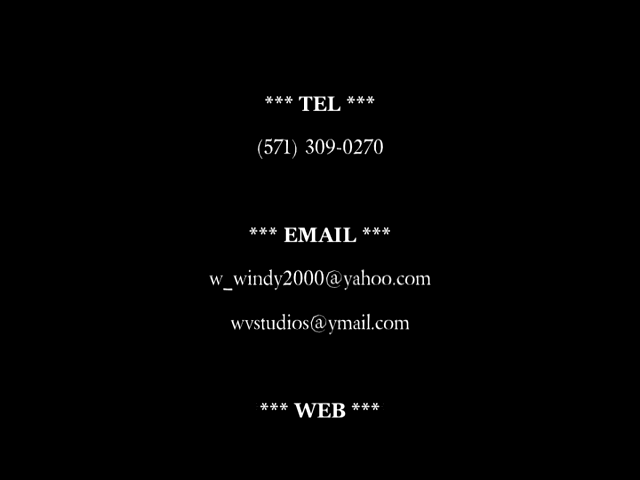 *** TEL ***
(571) 309-0270
*** EMAIL ***
w_windy2000@yahoo.com
wvstudios@ymail.com
*** WEB ***